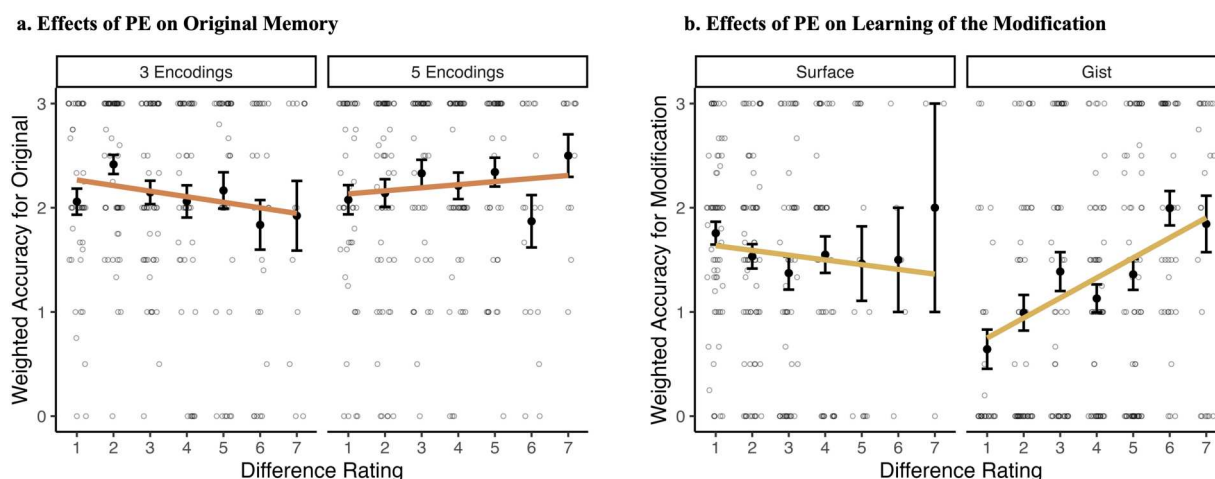 a. Effects of PE on Original Memory
b. Effects of PE on Learning of the Modification
3 Encodings
5 Encodings
Surface
Gist
Weighted Accuracy for Original
3
2
1
0
1 2 3 4 5 6 7
1 2 3 4 5 6 7
Difference Rating
Weighted Accuracy for Modification
3
2
1
0
1 2 3 4 5 6 7
1 2 3 4 5 6 7
Difference Rating